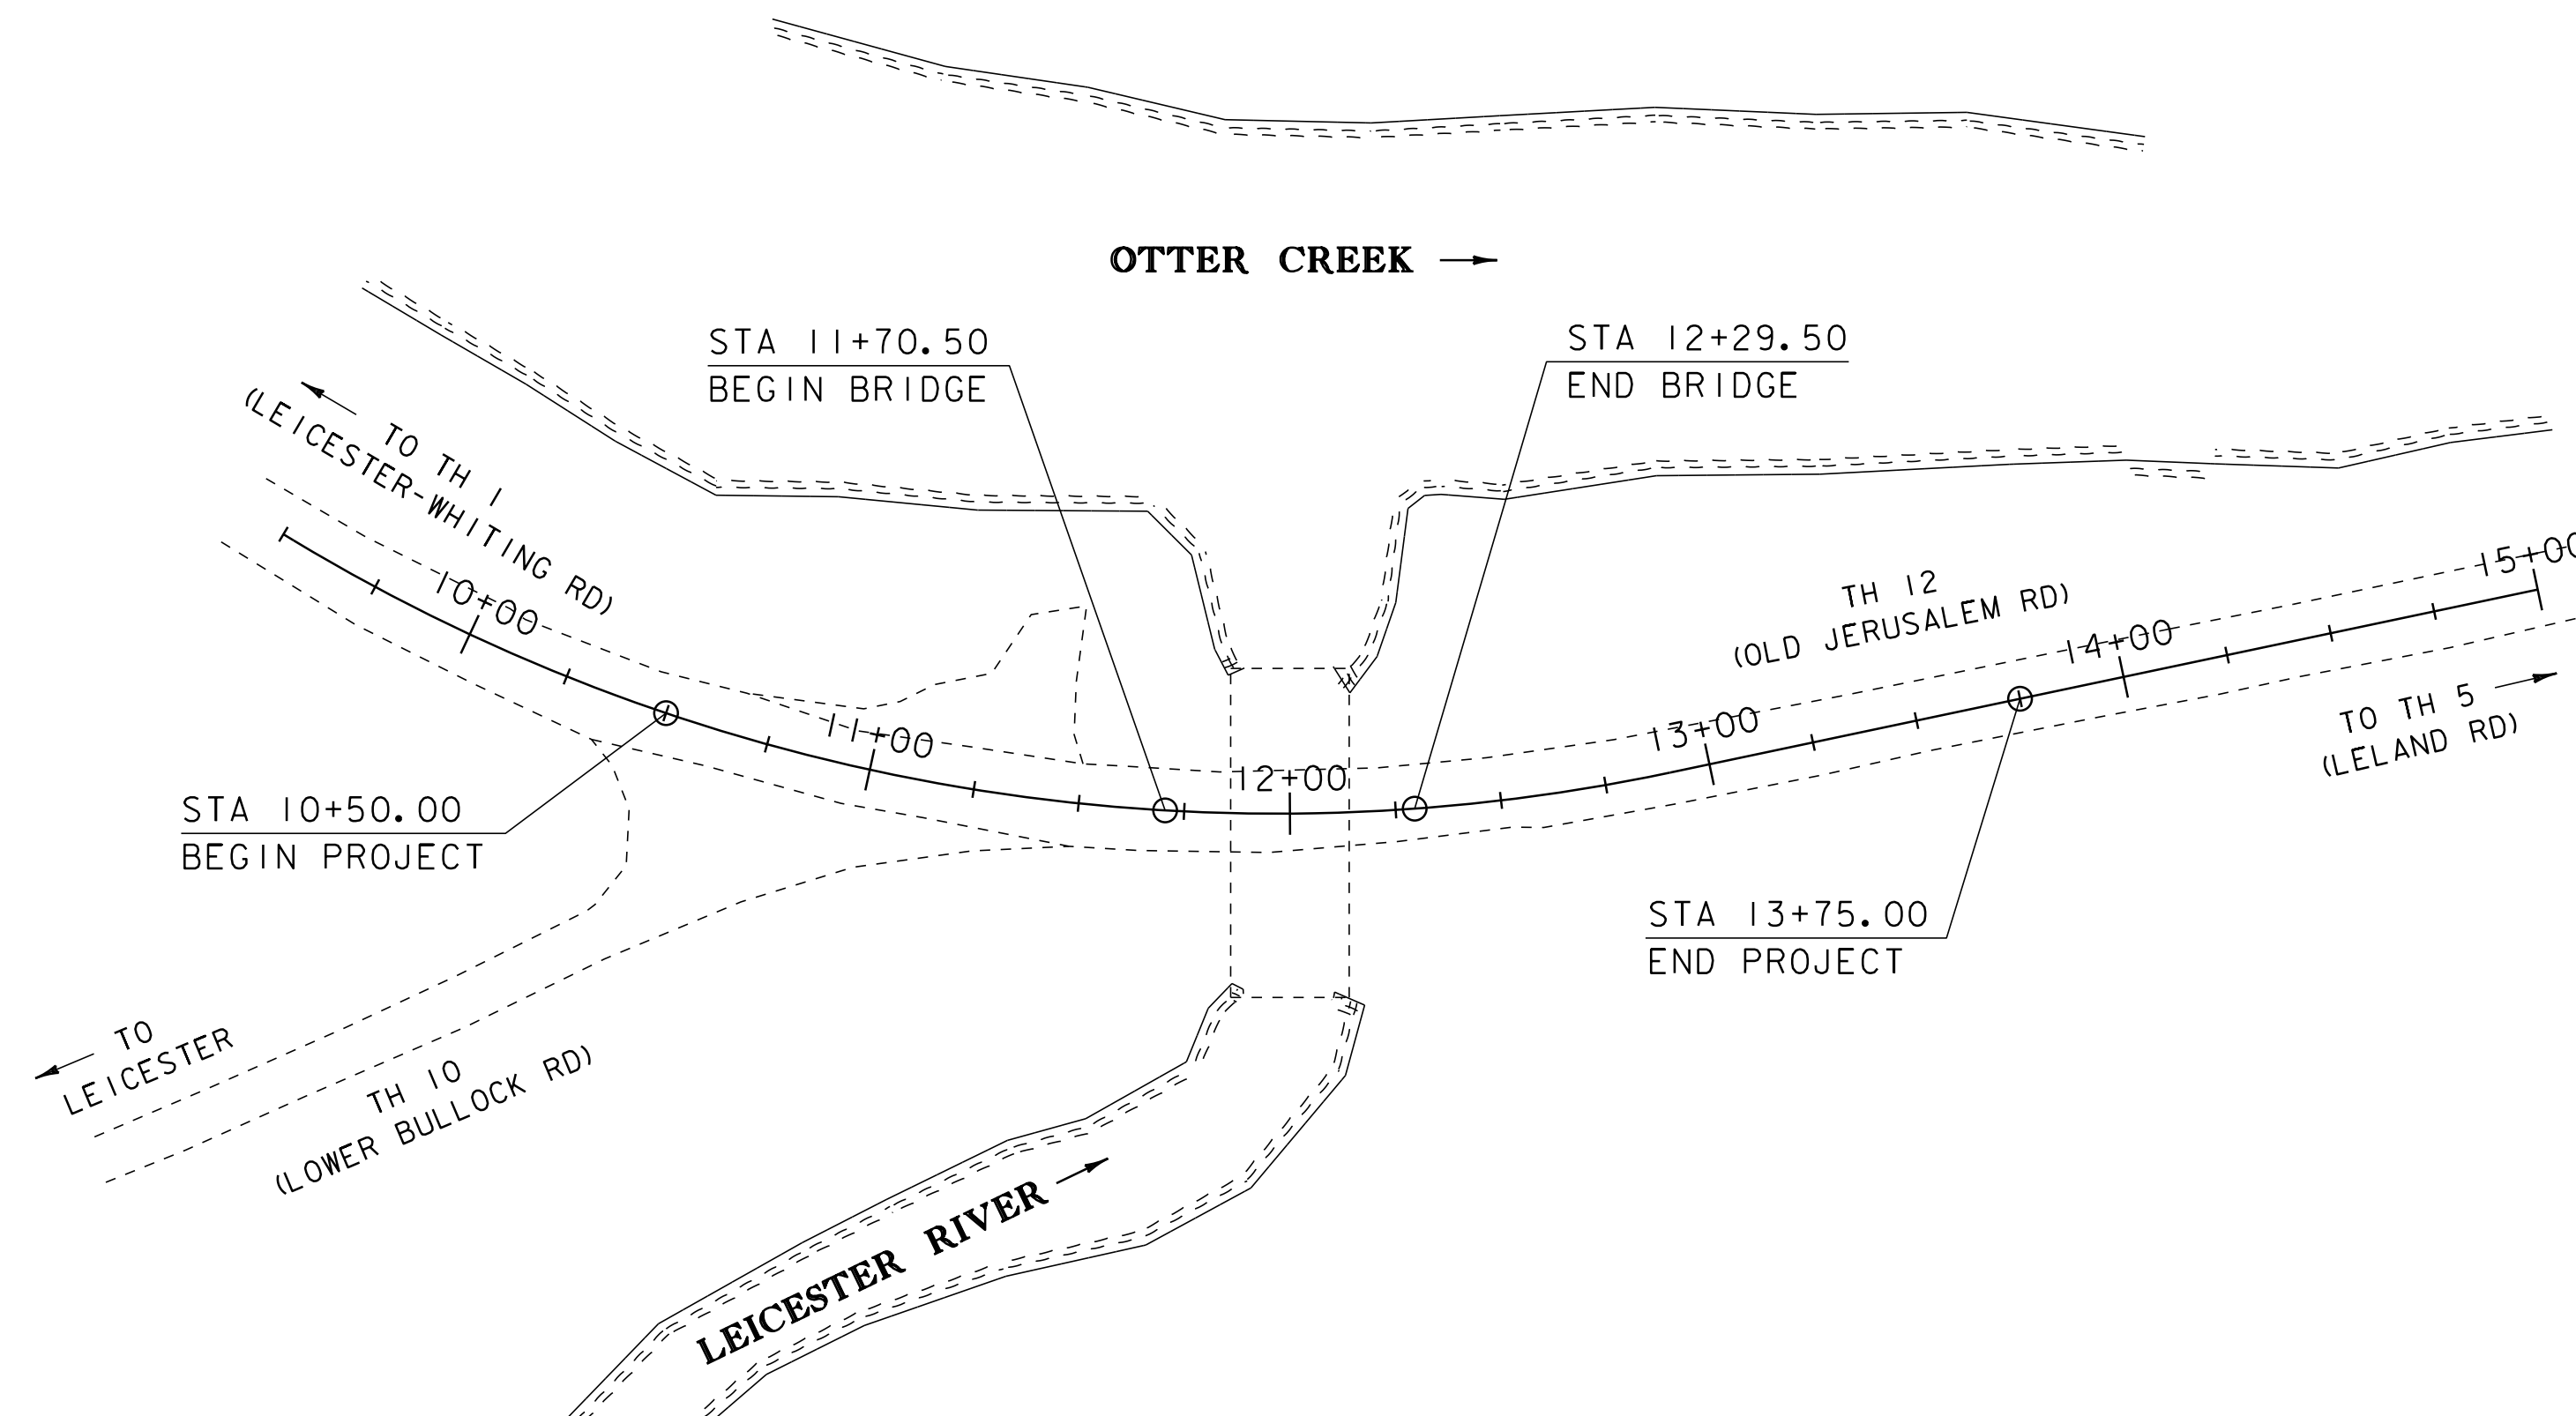 OTTER CREEK
STA 11+70.50
BEGIN BRIDGE
STA 12+29.50
END BRIDGE
TO TH 1
(LEICESTER-WHITING RD)
10+00
11+00
12+00
13+00
14+00
15+00
TH 12
(OLD JERUSALEM RD)
TO TH 5
(LELAND RD)
STA 10+50.00
BEGIN PROJECT
STA 13+75.00
END PROJECT
TO
LEICESTER
TH 10
(LOWER BULLOCK RD)
LEICESTER RIVER